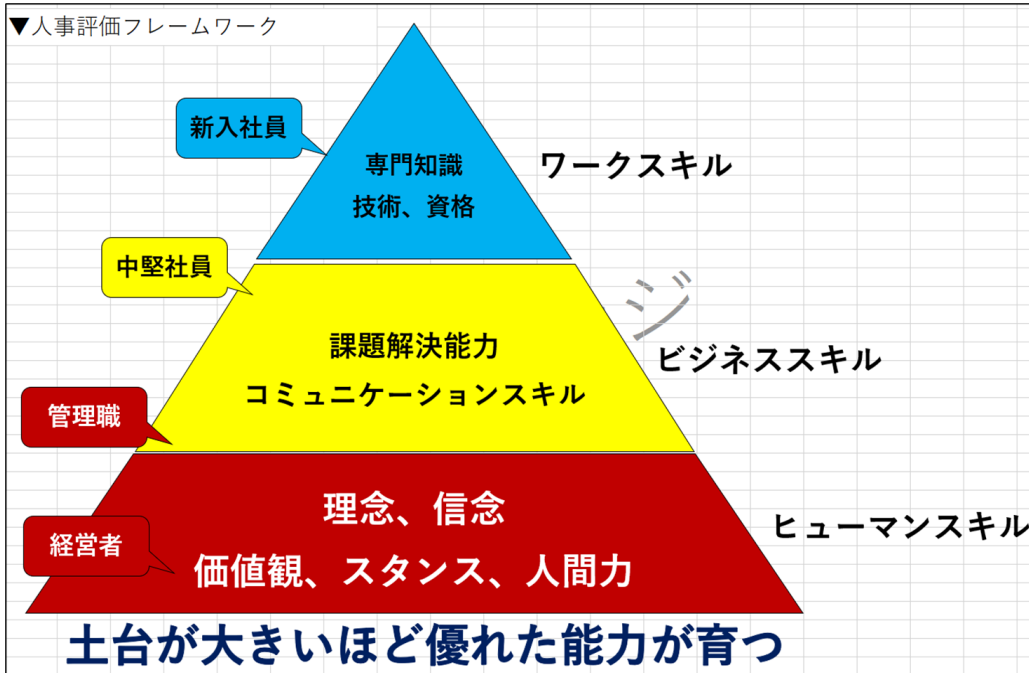 ▼人事評価フレームワーク
新入社員
専門知識
技術、資格
ワークスキル
中堅社員
ジ
課題解決能力
コミュニケーションスキル
ビジネススキル
管理職
理念、信念
価値観、スタンス、人間力
ヒューマンスキル
経営者
土台が大きいほど優れた能力が育つ